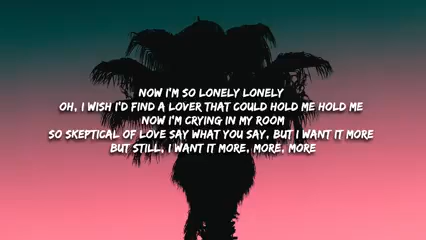 NOW I'M SO LONELY LONELY
OH, I WISH I'D FIND A LOVER THAT COULD HOLD ME HOLD ME
NOW I'M CRYING IN MY ROOM
SO SKEPTICAL OF LOVE SAY WHAT YOU SAY, BUT I WANT IT MORE
BUT STILL, I WANT IT MORE, MORE, MORE